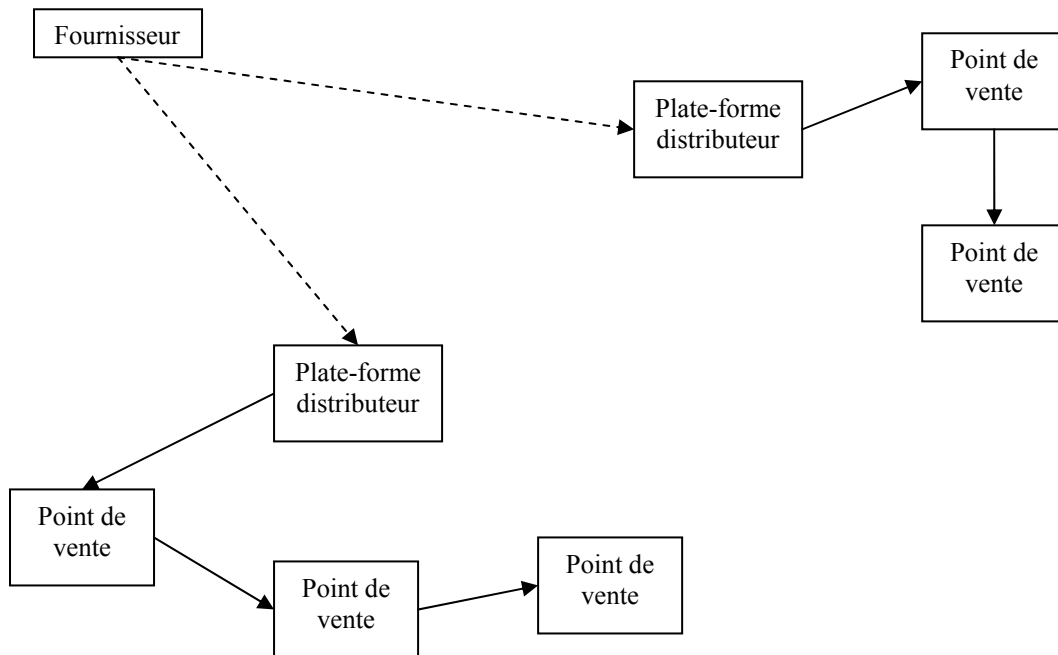 Fournisseur
Point de
vente
Plate-forme
distributeur
Point de
vente
Plate-forme
distributeur
Point de
vente
Point de
vente
Point de
vente